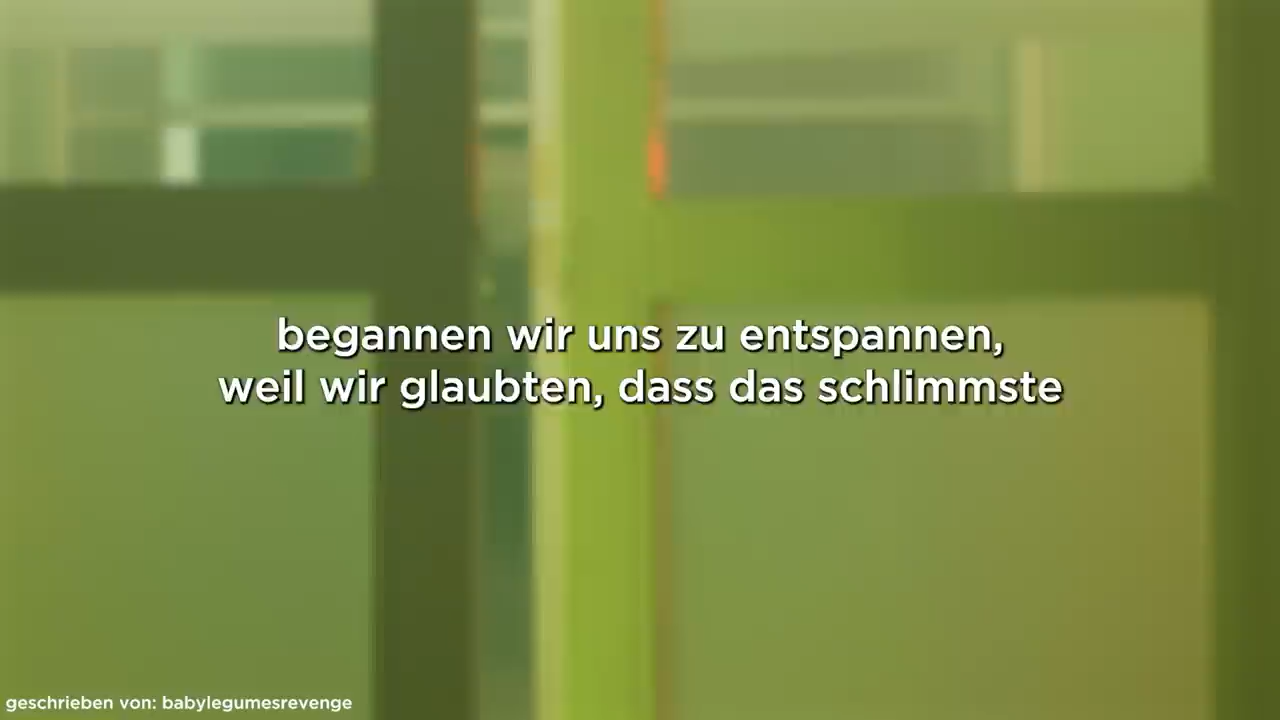 begannen wir uns zu entspannen,
weil wir glaubten, dass das schlimmste
geschrieben von: babylegumesrevenge